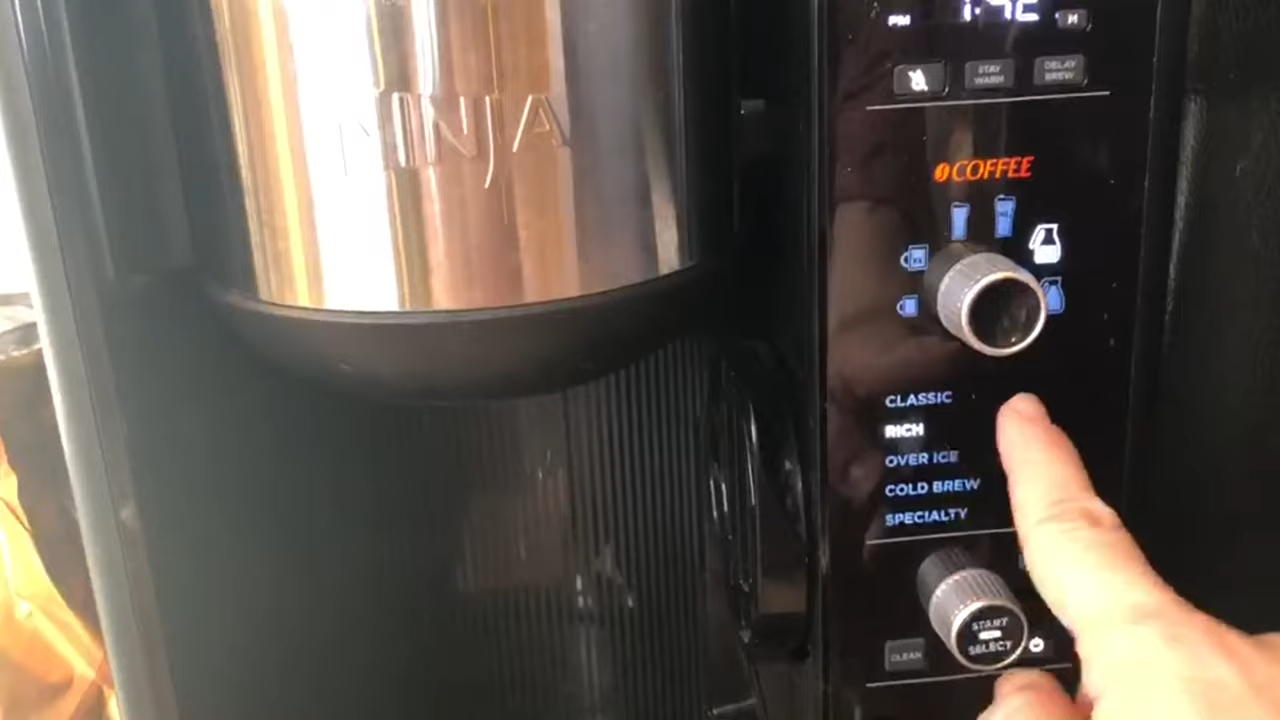 PM 1:42 H
STAY WARM
DELAY BREW
NINJA
COFFEE
CLASSIC
RICH
OVER ICE
COLD BREW
SPECIALTY
START
SELECT
CLEAN